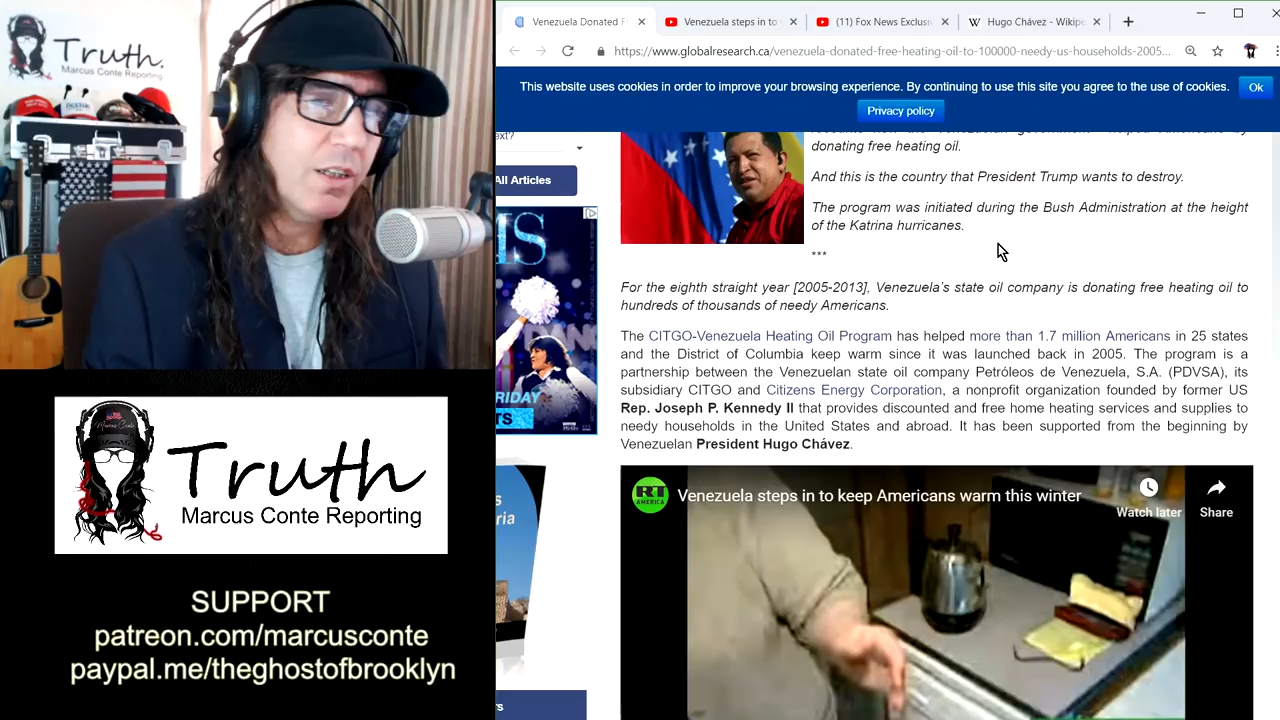 Truth.
Marcus Conte Reporting
Truth
Marcus Conte Reporting
SUPPORT
patreon.com/marcusconte
paypal.me/theghostofbrooklyn
Venezuela Donated F
Venezuela steps in to
(11) Fox News Exclusiv
Hugo Chávez - Wikipe
https://www.globalresearch.ca/venezuela-donated-free-heating-oil-to-100000-needy-us-households-2005...
This website uses cookies in order to improve your browsing experience. By continuing to use this site you agree to the use of cookies.
Ok
Privacy policy
ext?
All Articles
donating free heating oil.
And this is the country that President Trump wants to destroy.
The program was initiated during the Bush Administration at the height
of the Katrina hurricanes.
***
For the eighth straight year [2005-2013], Venezuela's state oil company is donating free heating oil to
hundreds of thousands of needy Americans.
The CITGO-Venezuela Heating Oil Program has helped more than 1.7 million Americans in 25 states
and the District of Columbia keep warm since it was launched back in 2005. The program is a
partnership between the Venezuelan state oil company Petróleos de Venezuela, S.A. (PDVSA), its
subsidiary CITGO and Citizens Energy Corporation, a nonprofit organization founded by former US
Rep. Joseph P. Kennedy II that provides discounted and free home heating services and supplies to
needy households in the United States and abroad. It has been supported from the beginning by
Venezuelan President Hugo Chávez.
RT
AMERICA
Venezuela steps in to keep Americans warm this winter
Watch later
Share